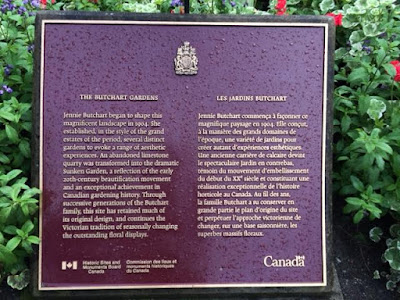 THE BUTCHART GARDENS
Jennie Butchart began to shape this
magnificent landscape in 1904. She
established, in the style of the grand
estates of the period, several distinct
gardens to evoke a range of aesthetic
experiences. An abandoned limestone
quarry was transformed into the dramatic
Sunken Garden, a reflection of the early
20th-century beautification movement
and an exceptional achievement in
Canadian gardening history. Through
successive generations of the Butchart
family, this site has retained much of
its original design, and continues the
Victorian tradition of seasonally changing
the outstanding floral displays.
LES JARDINS BUTCHART
Jennie Butchart commença à façonner ce
magnifique paysage en 1904. Elle conçut,
à la manière des grands domaines de
l'époque, une variété de jardins pour
créer autant d'expériences esthétiques.
Une ancienne carrière de calcaire devint
le spectaculaire jardin en contrebas,
témoin du mouvement d'embellissement
du début du XXe siècle et constituant une
réalisation exceptionnelle de l'histoire
horticole au Canada. Au fil des ans,
la famille Butchart a su conserver en
grande partie le plan d'origine du site
et perpétuer l'approche victorienne de
changer, sur une base saisonnière, les
superbes massifs floraux.
Historic Sites and
Monuments Board
of Canada
Commission des lieux et
monuments historiques
du Canada
Canada